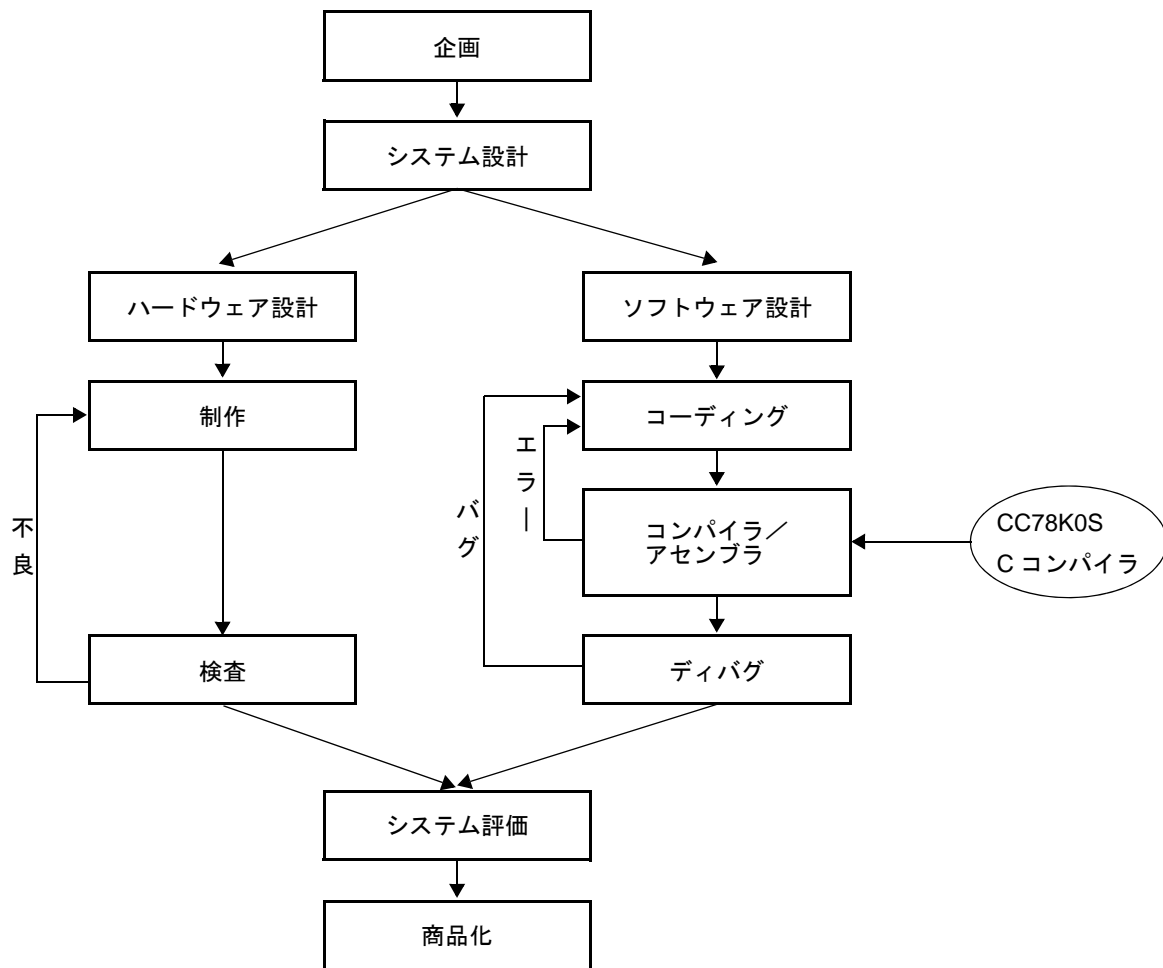 企画
システム設計
ハードウェア設計
ソフトウェア設計
制作
コーディング
エラー
バグ
不良
コンパイラ／
アセンブラ
CC78K0S
C コンパイラ
検査
ディバグ
システム評価
商品化